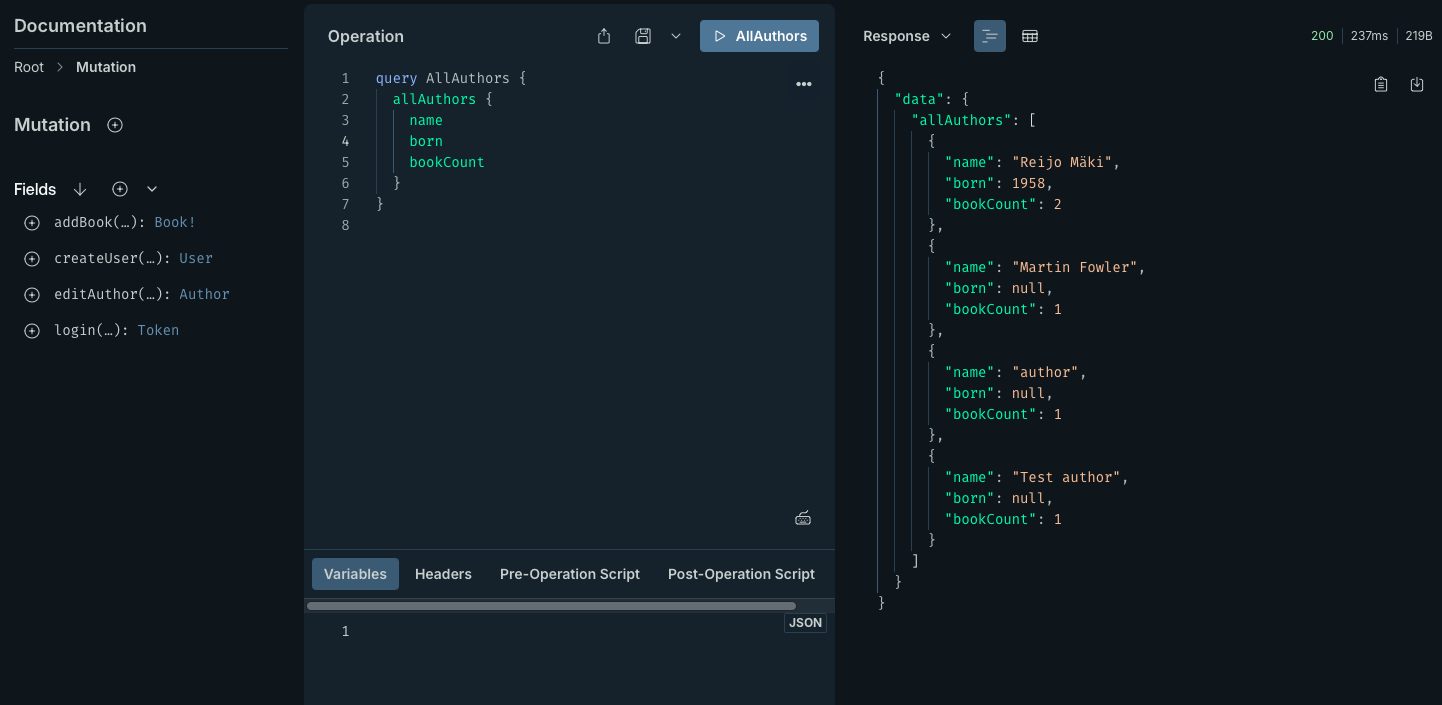 Documentation
Root > Mutation
Mutation
Fields
addBook(…): Book!
createUser(…): User
editAuthor(…): Author
login(…): Token
Operation
AllAuthors
1 query AllAuthors {
2 allAuthors {
3 name
4 born
5 bookCount
6 }
7 }
8
Variables Headers Pre-Operation Script Post-Operation Script
JSON
1
Response
200 237ms 219B
{
"data": {
"allAuthors": [
{
"name": "Reijo Mäki",
"born": 1958,
"bookCount": 2
},
{
"name": "Martin Fowler",
"born": null,
"bookCount": 1
},
{
"name": "author",
"born": null,
"bookCount": 1
},
{
"name": "Test author",
"born": null,
"bookCount": 1
}
]
}
}